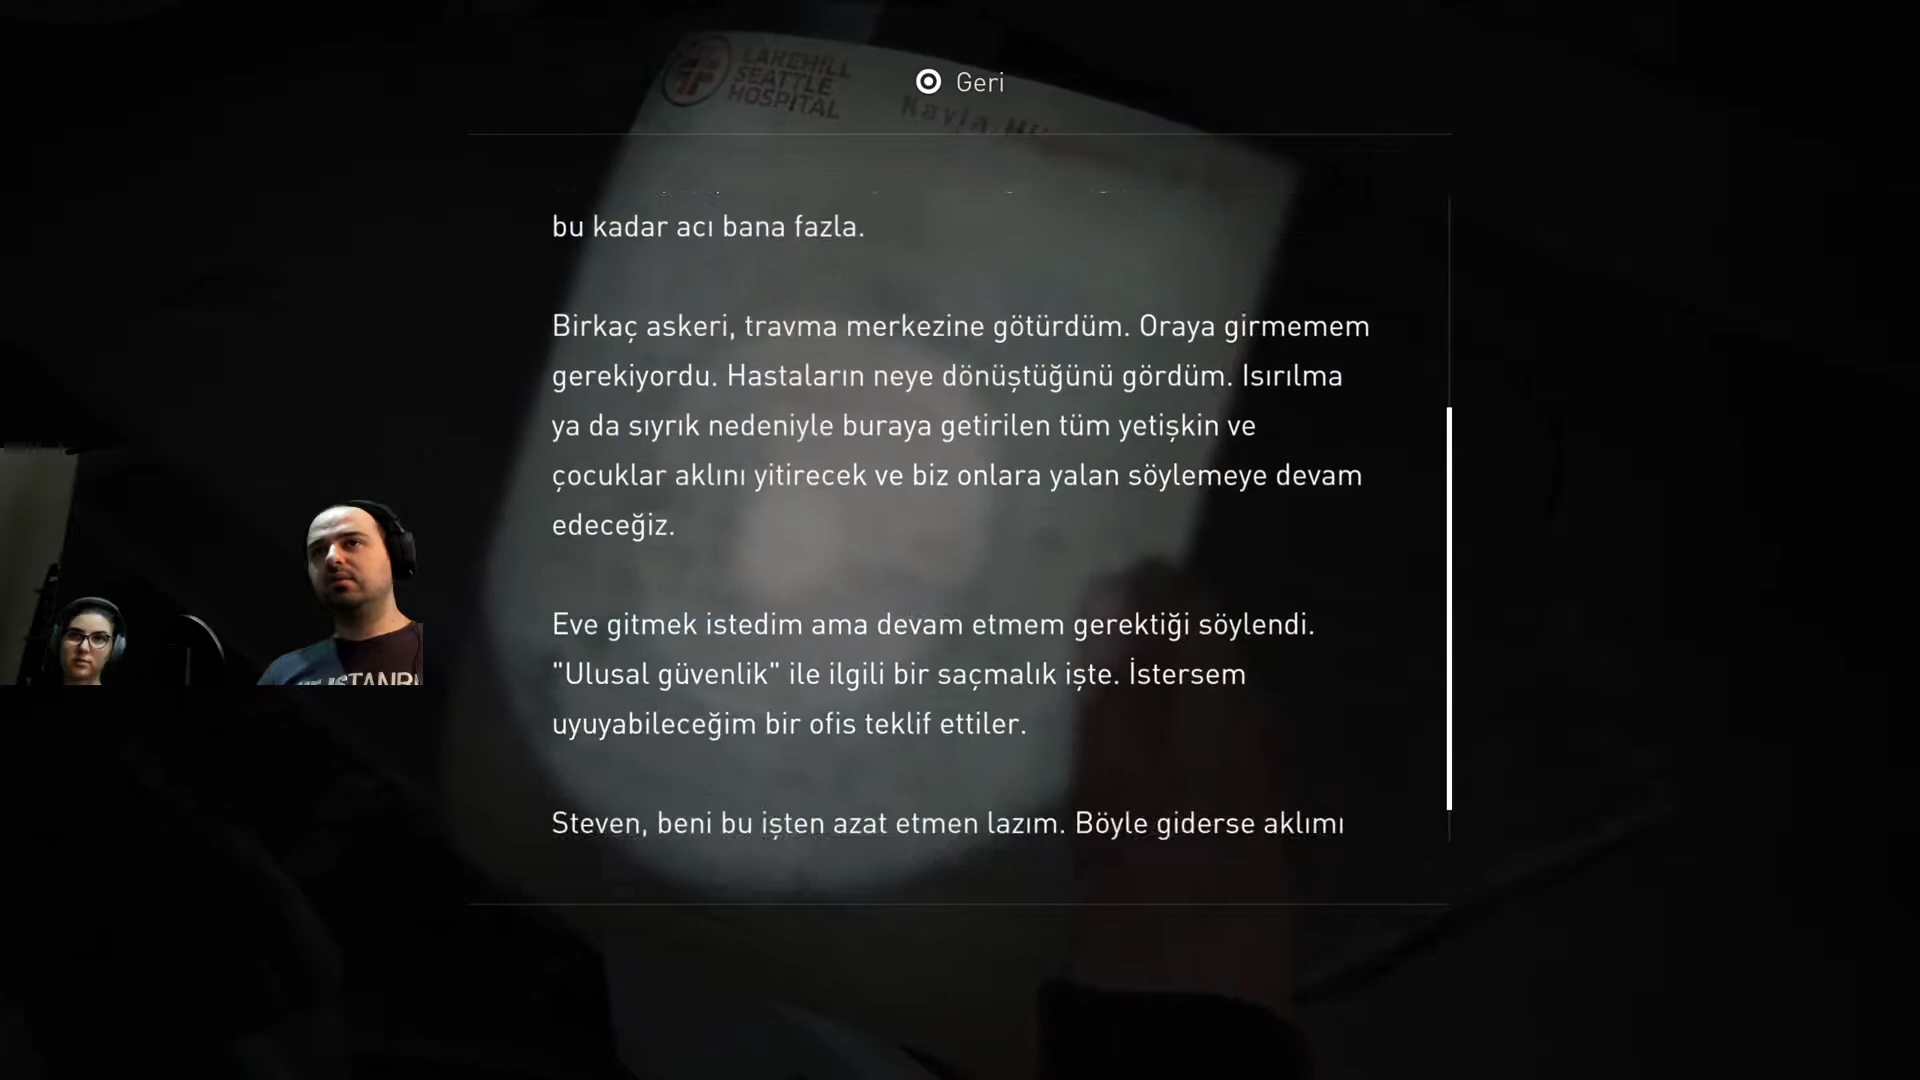 LAKEHILL
SEATTLE
HOSPITAL
Geri
Kayla
bu kadar acı bana fazla.
Birkaç askeri, travma merkezine götürdüm. Oraya girmemem
gerekiyordu. Hastaların neye dönüştüğünü gördüm. Isırılma
ya da sıyrık nedeniyle buraya getirilen tüm yetişkin ve
çocuklar aklını yitirecek ve biz onlara yalan söylemeye devam
edeceğiz.
Eve gitmek istedim ama devam etmem gerektiği söylendi.
"Ulusal güvenlik" ile ilgili bir saçmalık işte. İstersem
uyuyabileceğim bir ofis teklif ettiler.
Steven, beni bu işten azat etmen lazım. Böyle giderse aklımı